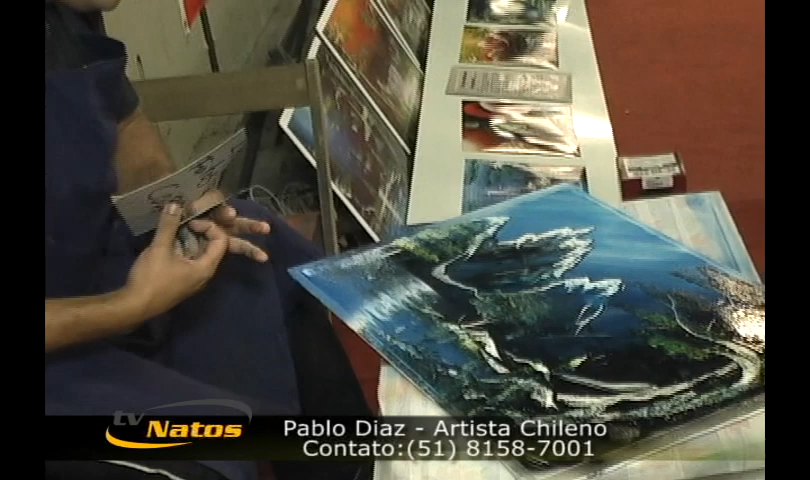 tv Natos
Pablo Diaz - Artista Chileno
Contato:(51) 8158-7001